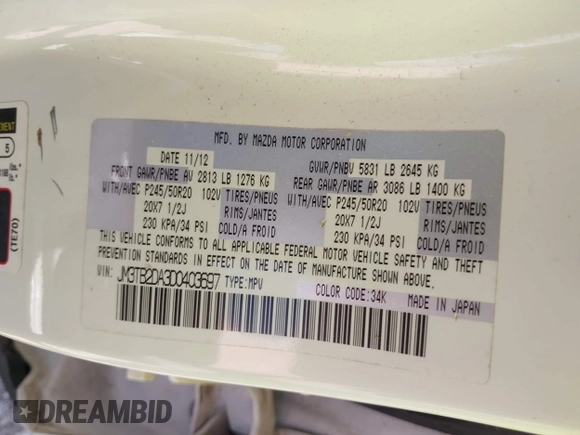 MFD. BY MAZDA MOTOR CORPORATION
DATE 11/12
GVWR/PNBV 5831 LB 2645 KG
FRONT GAWR/PNBE AV 2813 LB 1276 KG
REAR GAWR/PNBE AR 3086 LB 1400 KG
WITH/AVEC P245/50R20 102V TIRES/PNEUS
WITH/AVEC P245/50R20 102V TIRES/PNEUS
20X7 1/2J RIMS/JANTES
20X7 1/2J RIMS/JANTES
230 KPA/34 PSI COLD/A FROID
230 KPA/34 PSI COLD/A FROID
THIS VEHICLE CONFORMS TO ALL APPLICABLE FEDERAL MOTOR VEHICLE SAFETY AND THEFT
PREVENTION STANDARDS IN EFFECT ON THE DATE OF MANUFACTURE SHOWN ABOVE.
JM3TB2DA3D0403697 TYPE:MPV
COLOR CODE:34K MADE IN JAPAN
5
(TE70)
DREAMBID